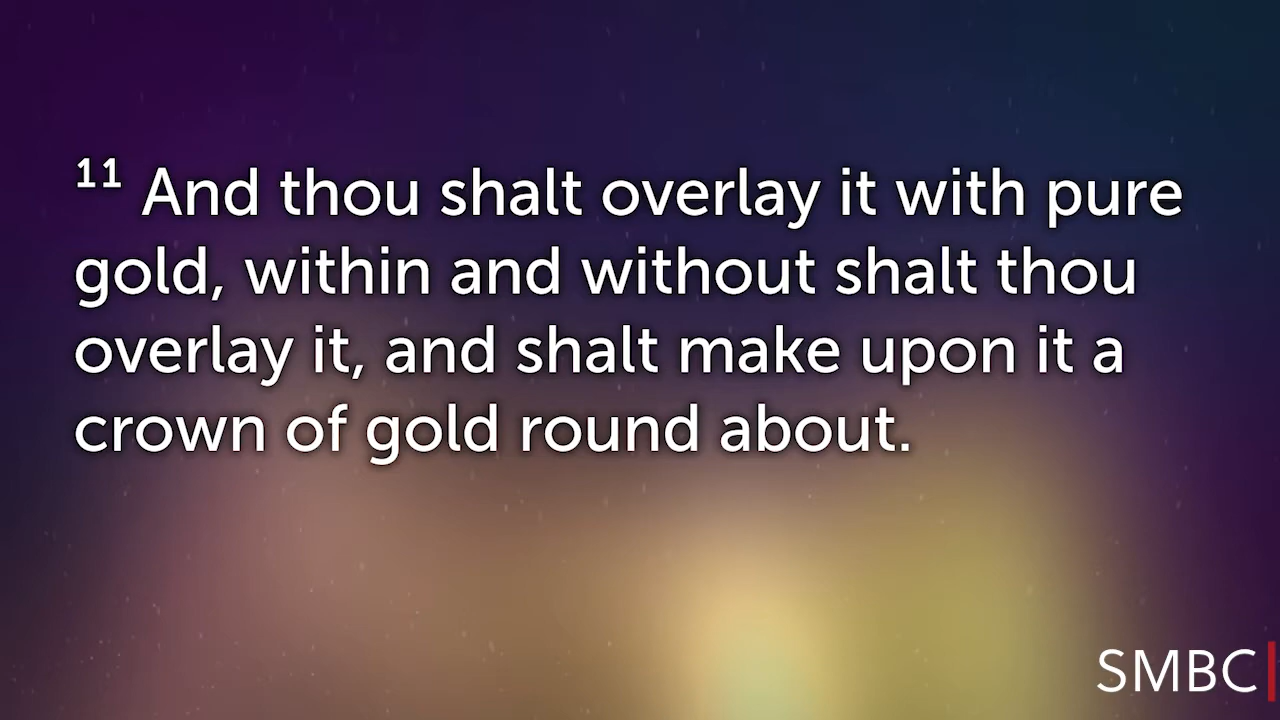 11 And thou shalt overlay it with pure
gold, within and without shalt thou
overlay it, and shalt make upon it a
crown of gold round about.
SMBC